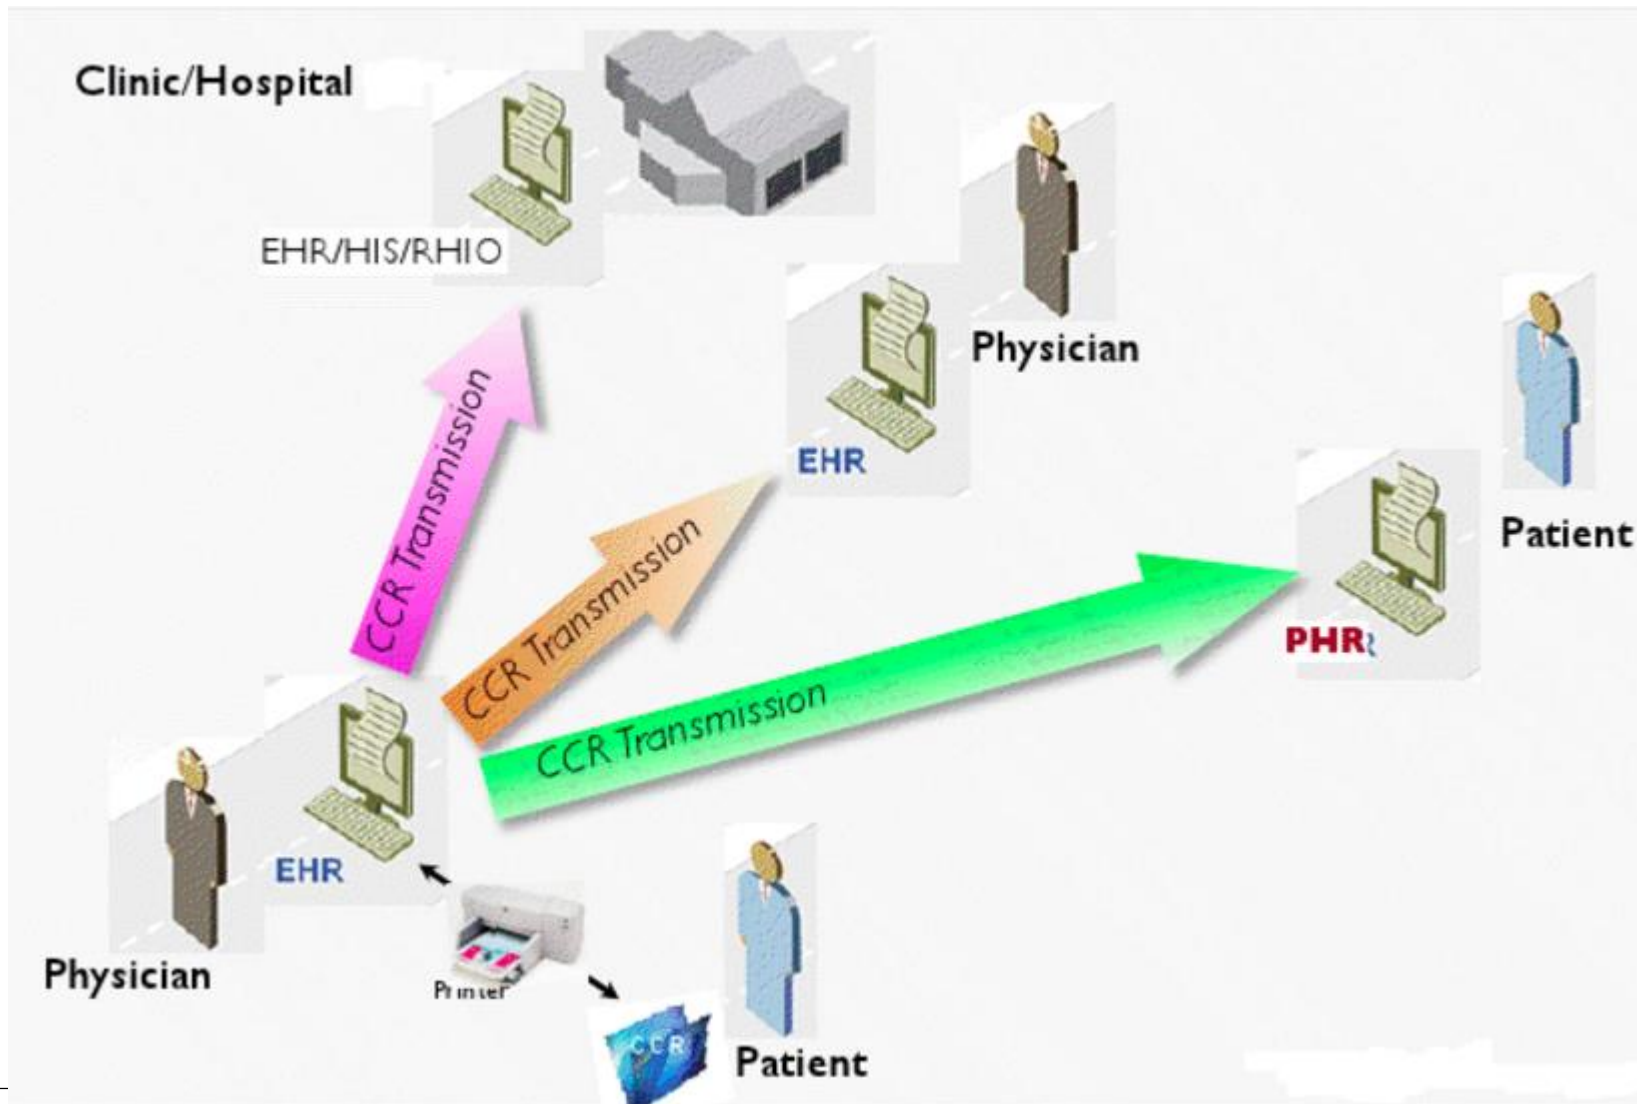 Clinic/Hospital
EHR/HIS/RHIO
Physician
EHR
Patient
PHR
CCR Transmission
CCR Transmission
CCR Transmission
EHR
Physician
Printer
CCR
Patient